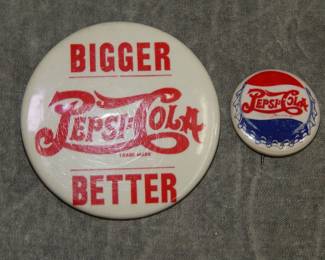 BIGGER
PEPSI-COLA
TRADE MARK
BETTER
PEPSI-COLA